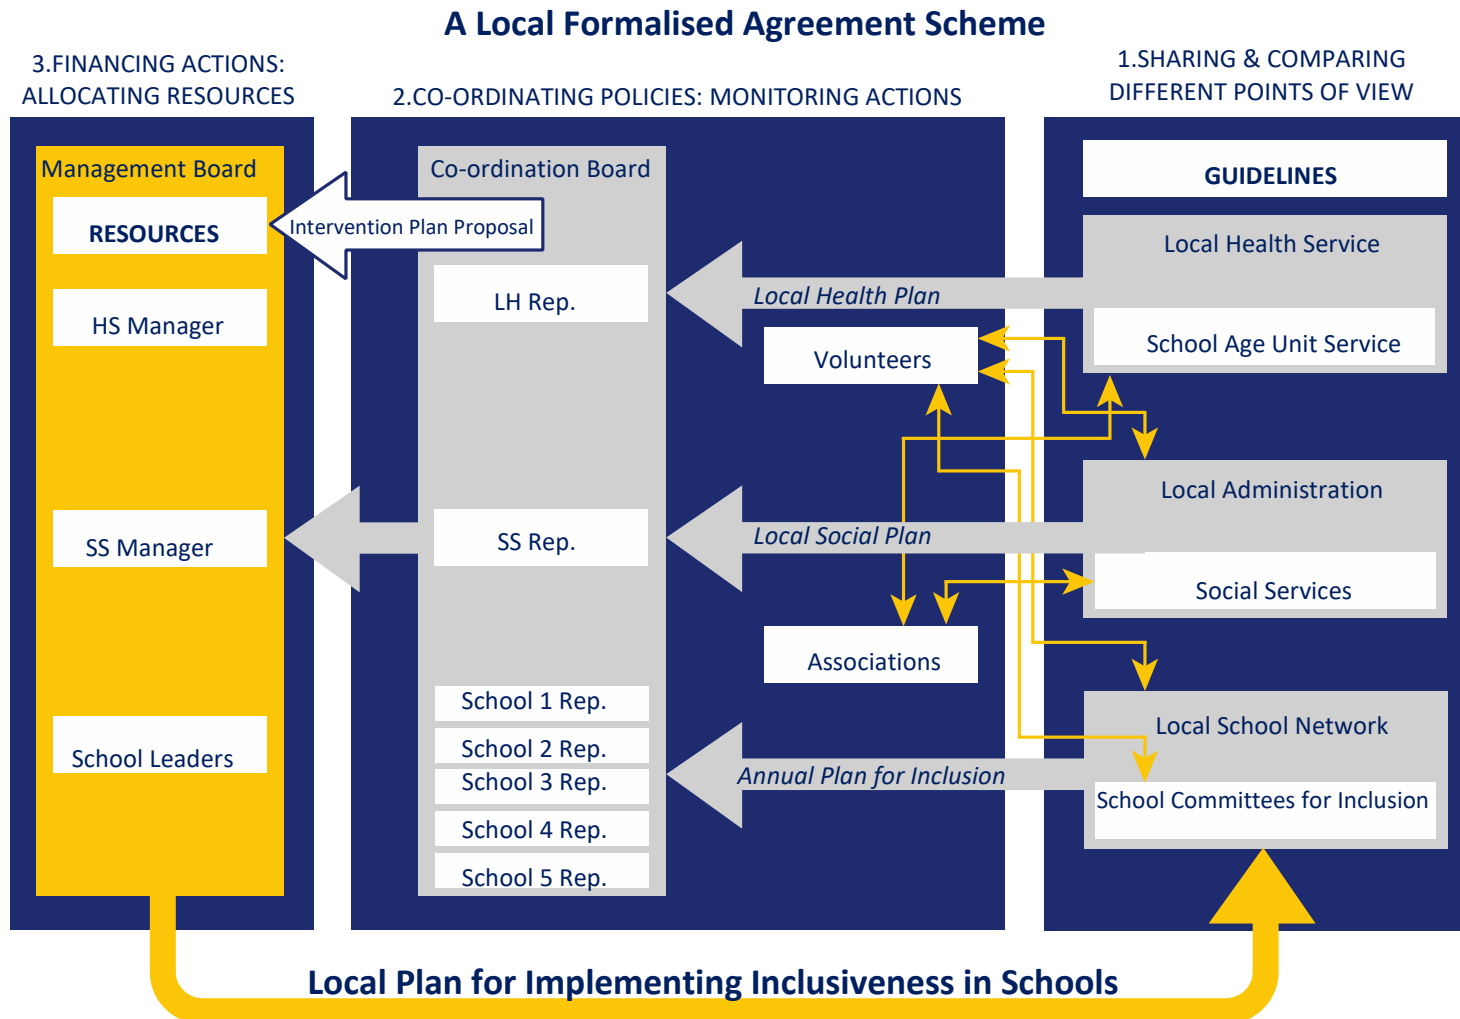 A Local Formalised Agreement Scheme
3.FINANCING ACTIONS:
ALLOCATING RESOURCES
2.CO-ORDINATING POLICIES: MONITORING ACTIONS
1.SHARING & COMPARING
DIFFERENT POINTS OF VIEW
Management Board
RESOURCES
HS Manager
SS Manager
School Leaders
Intervention Plan Proposal
Co-ordination Board
LH Rep.
SS Rep.
School 1 Rep.
School 2 Rep.
School 3 Rep.
School 4 Rep.
School 5 Rep.
Local Health Plan
Volunteers
Local Social Plan
Associations
Annual Plan for Inclusion
GUIDELINES
Local Health Service
School Age Unit Service
Local Administration
Social Services
Local School Network
School Committees for Inclusion
Local Plan for Implementing Inclusiveness in Schools